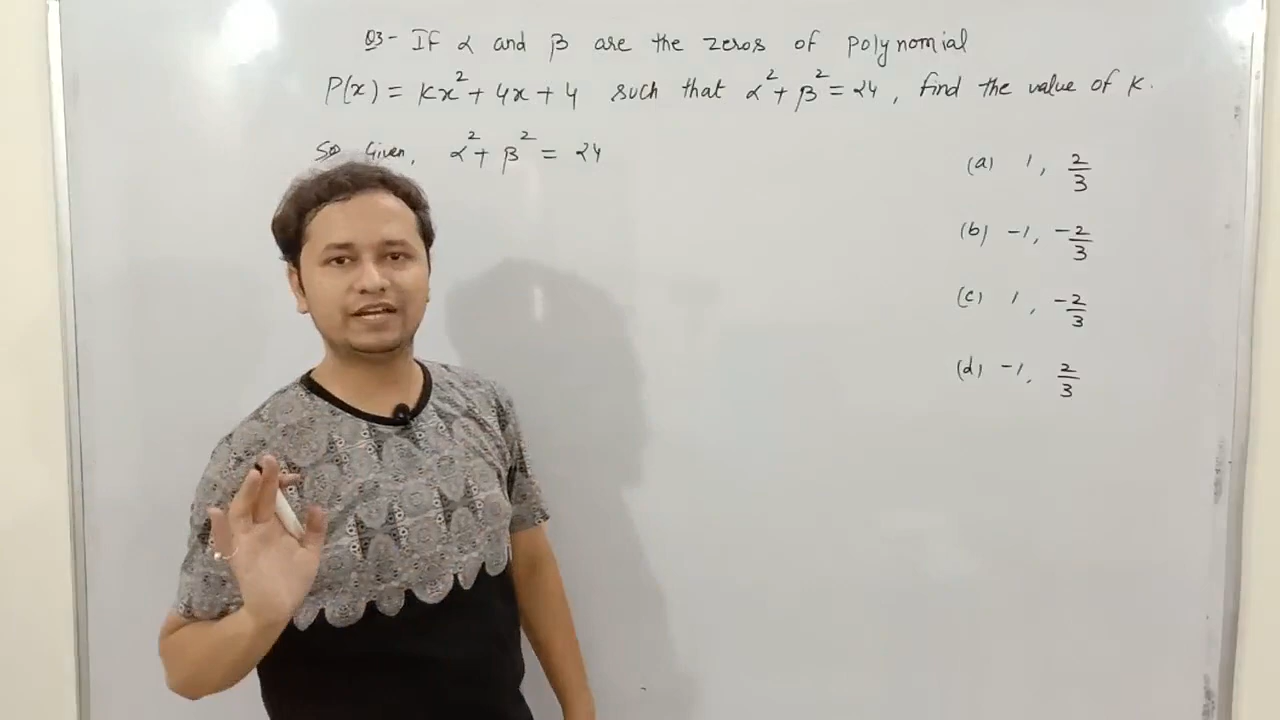 Q3- If α and β are the zeros of polynomial
P(x) = kx² + 4x + 4 such that α² + β² = 24, find the value of k.
Sol Given, α² + β² = 24
(a) 1, 2/3
(b) -1, -2/3
(c) 1, -2/3
(d) -1, 2/3